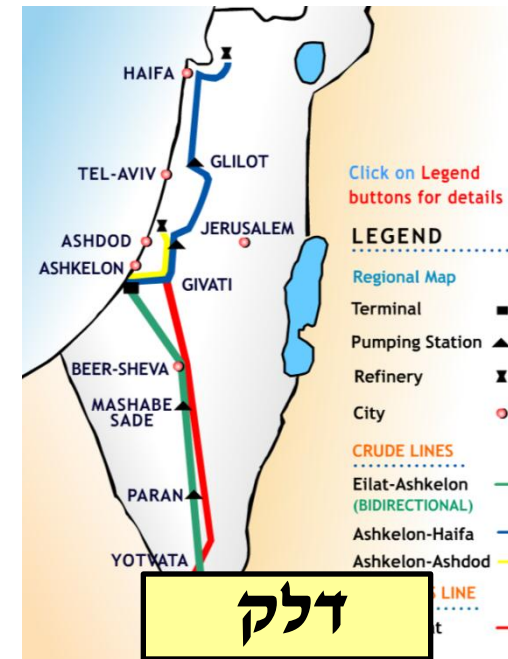 HAIFA
GLILOT
TEL-AVIV
JERUSALEM
ASHDOD
ASHKELON
GIVATI
BEER-SHEVA
MASHABE
SADE
PARAN
YOTVATA
Click on Legend
buttons for details
LEGEND
Regional Map
Terminal
Pumping Station
Refinery
City
CRUDE LINES
Eilat-Ashkelon
(BIDIRECTIONAL)
Ashkelon-Haifa
Ashkelon-Ashdod
LINE
דלק